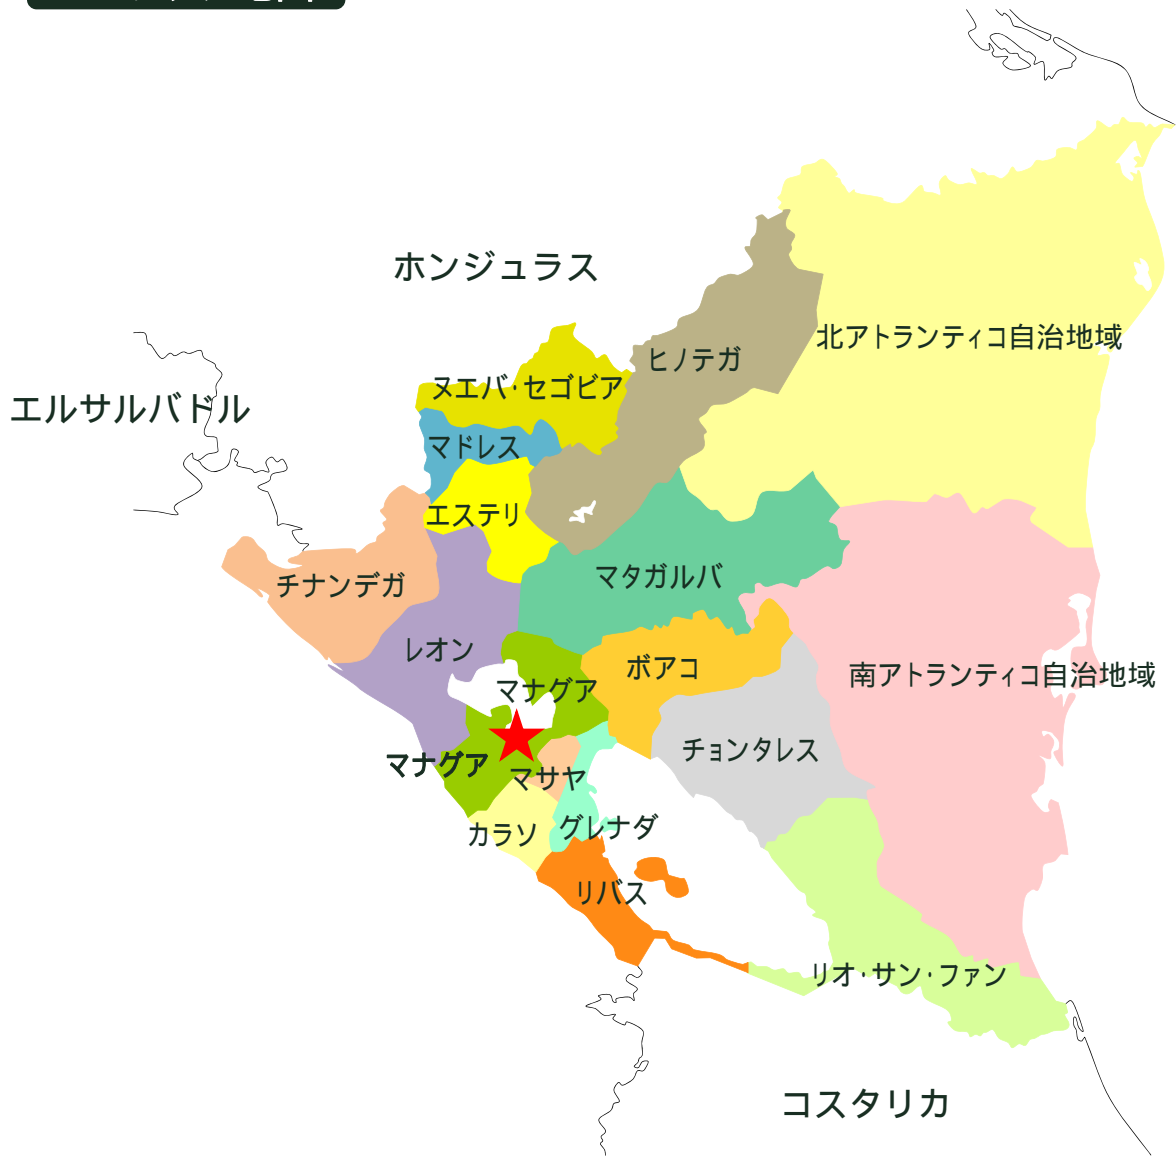 ホンジュラス
北アトランティコ自治地域
ヒノテガ
ヌエバ・セゴビア
エルサルバドル
マドレス
エステリ
マタガルバ
チナンデガ
レオン
ボアコ
南アトランティコ自治地域
マナグア
チョンタレス
マナグア
マサヤ
グレナダ
カラソ
リバス
リオ・サン・ファン
コスタリカ